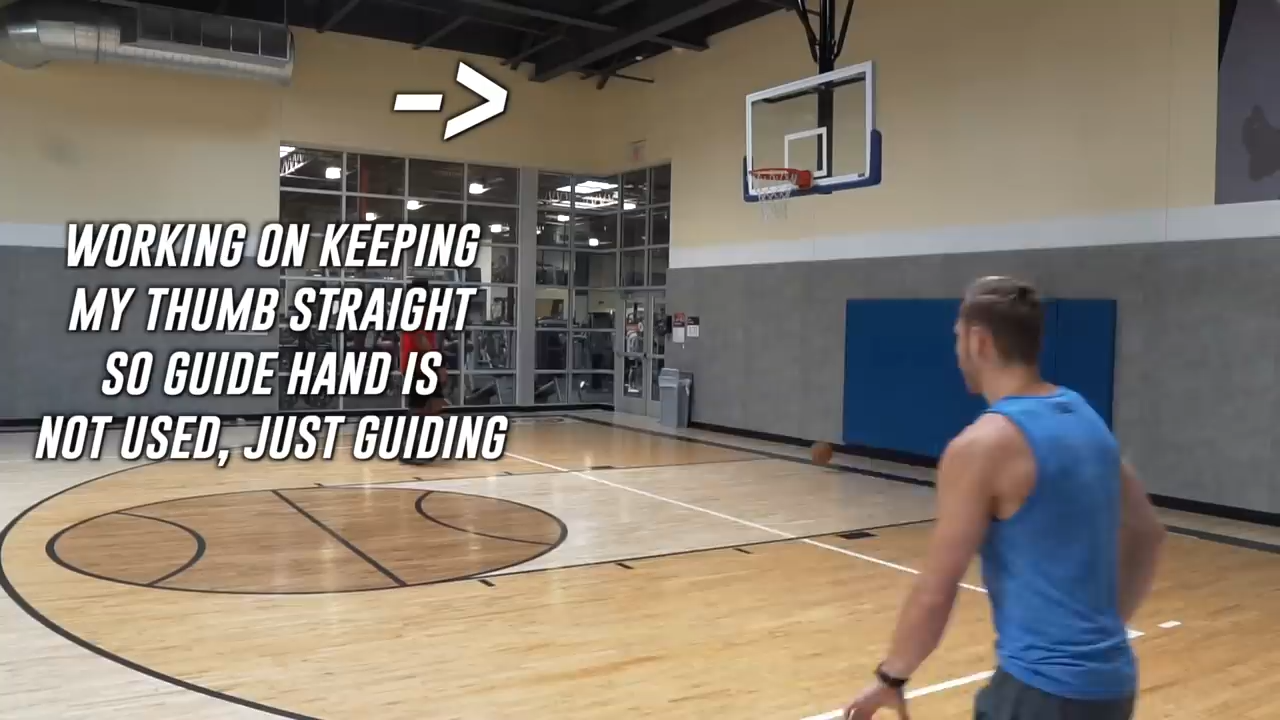 ->
WORKING ON KEEPING
MY THUMB STRAIGHT
SO GUIDE HAND IS
NOT USED, JUST GUIDING